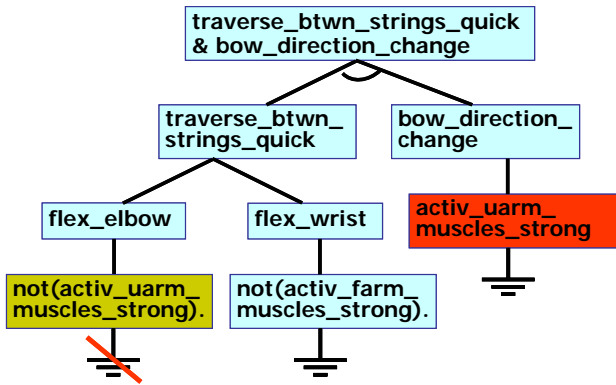 traverse_btwn_strings_quick
& bow_direction_change
traverse_btwn_
strings_quick
bow_direction_
change
flex_elbow
flex_wrist
activ_uarm_
muscles_strong
not(activ_uarm_
muscles_strong).
not(activ_farm_
muscles_strong).